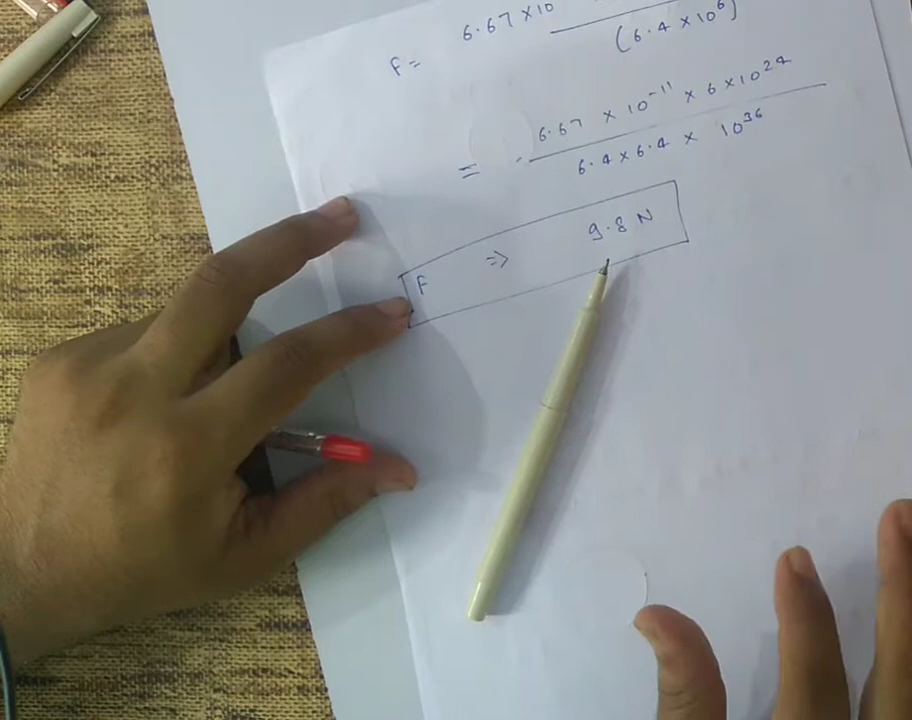 F = 6.67 × 10
(6.4 × 10⁶)
= 6.67 × 10⁻¹¹ × 6 × 10²⁴
6.4 × 6.4 × 10³⁶
F ⇒ 9.8 N